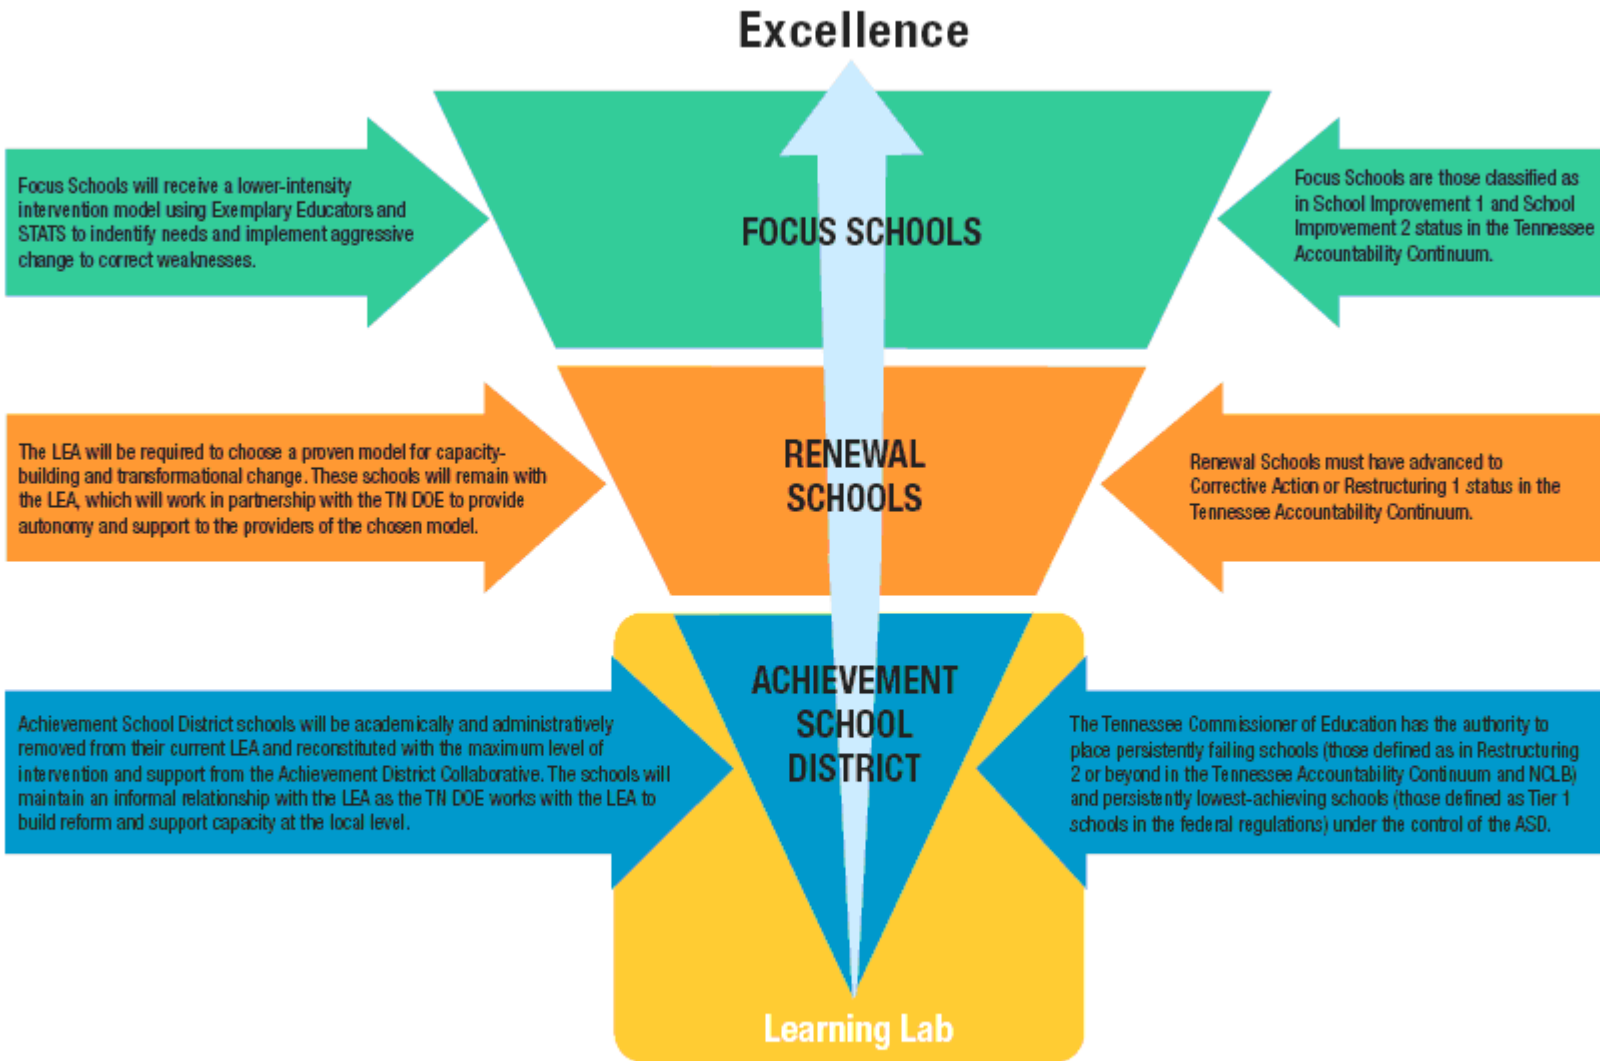 Excellence
Focus Schools will receive a lower-intensity
intervention model using Exemplary Educators and
STATS to indentify needs and implement aggressive
change to correct weaknesses.
FOCUS SCHOOLS
Focus Schools are those classified as
in School Improvement 1 and School
Improvement 2 status in the Tennessee
Accountability Continuum.
The LEA will be required to choose a proven model for capacity-
building and transformational change. These schools will remain with
the LEA, which will work in partnership with the TN DOE to provide
autonomy and support to the providers of the chosen model.
RENEWAL
SCHOOLS
Renewal Schools must have advanced to
Corrective Action or Restructuring 1 status in the
Tennessee Accountability Continuum.
Achievement School District schools will be academically and administratively
removed from their current LEA and reconstituted with the maximum level of
intervention and support from the Achievement District Collaborative. The schools will
maintain an informal relationship with the LEA as the TN DOE works with the LEA to
build reform and support capacity at the local level.
ACHIEVEMENT
SCHOOL
DISTRICT
The Tennessee Commissioner of Education has the authority to
place persistently failing schools (those defined as in Restructuring
2 or beyond in the Tennessee Accountability Continuum and NCLB)
and persistently lowest-achieving schools (those defined as Tier 1
schools in the federal regulations) under the control of the ASD.
Learning Lab